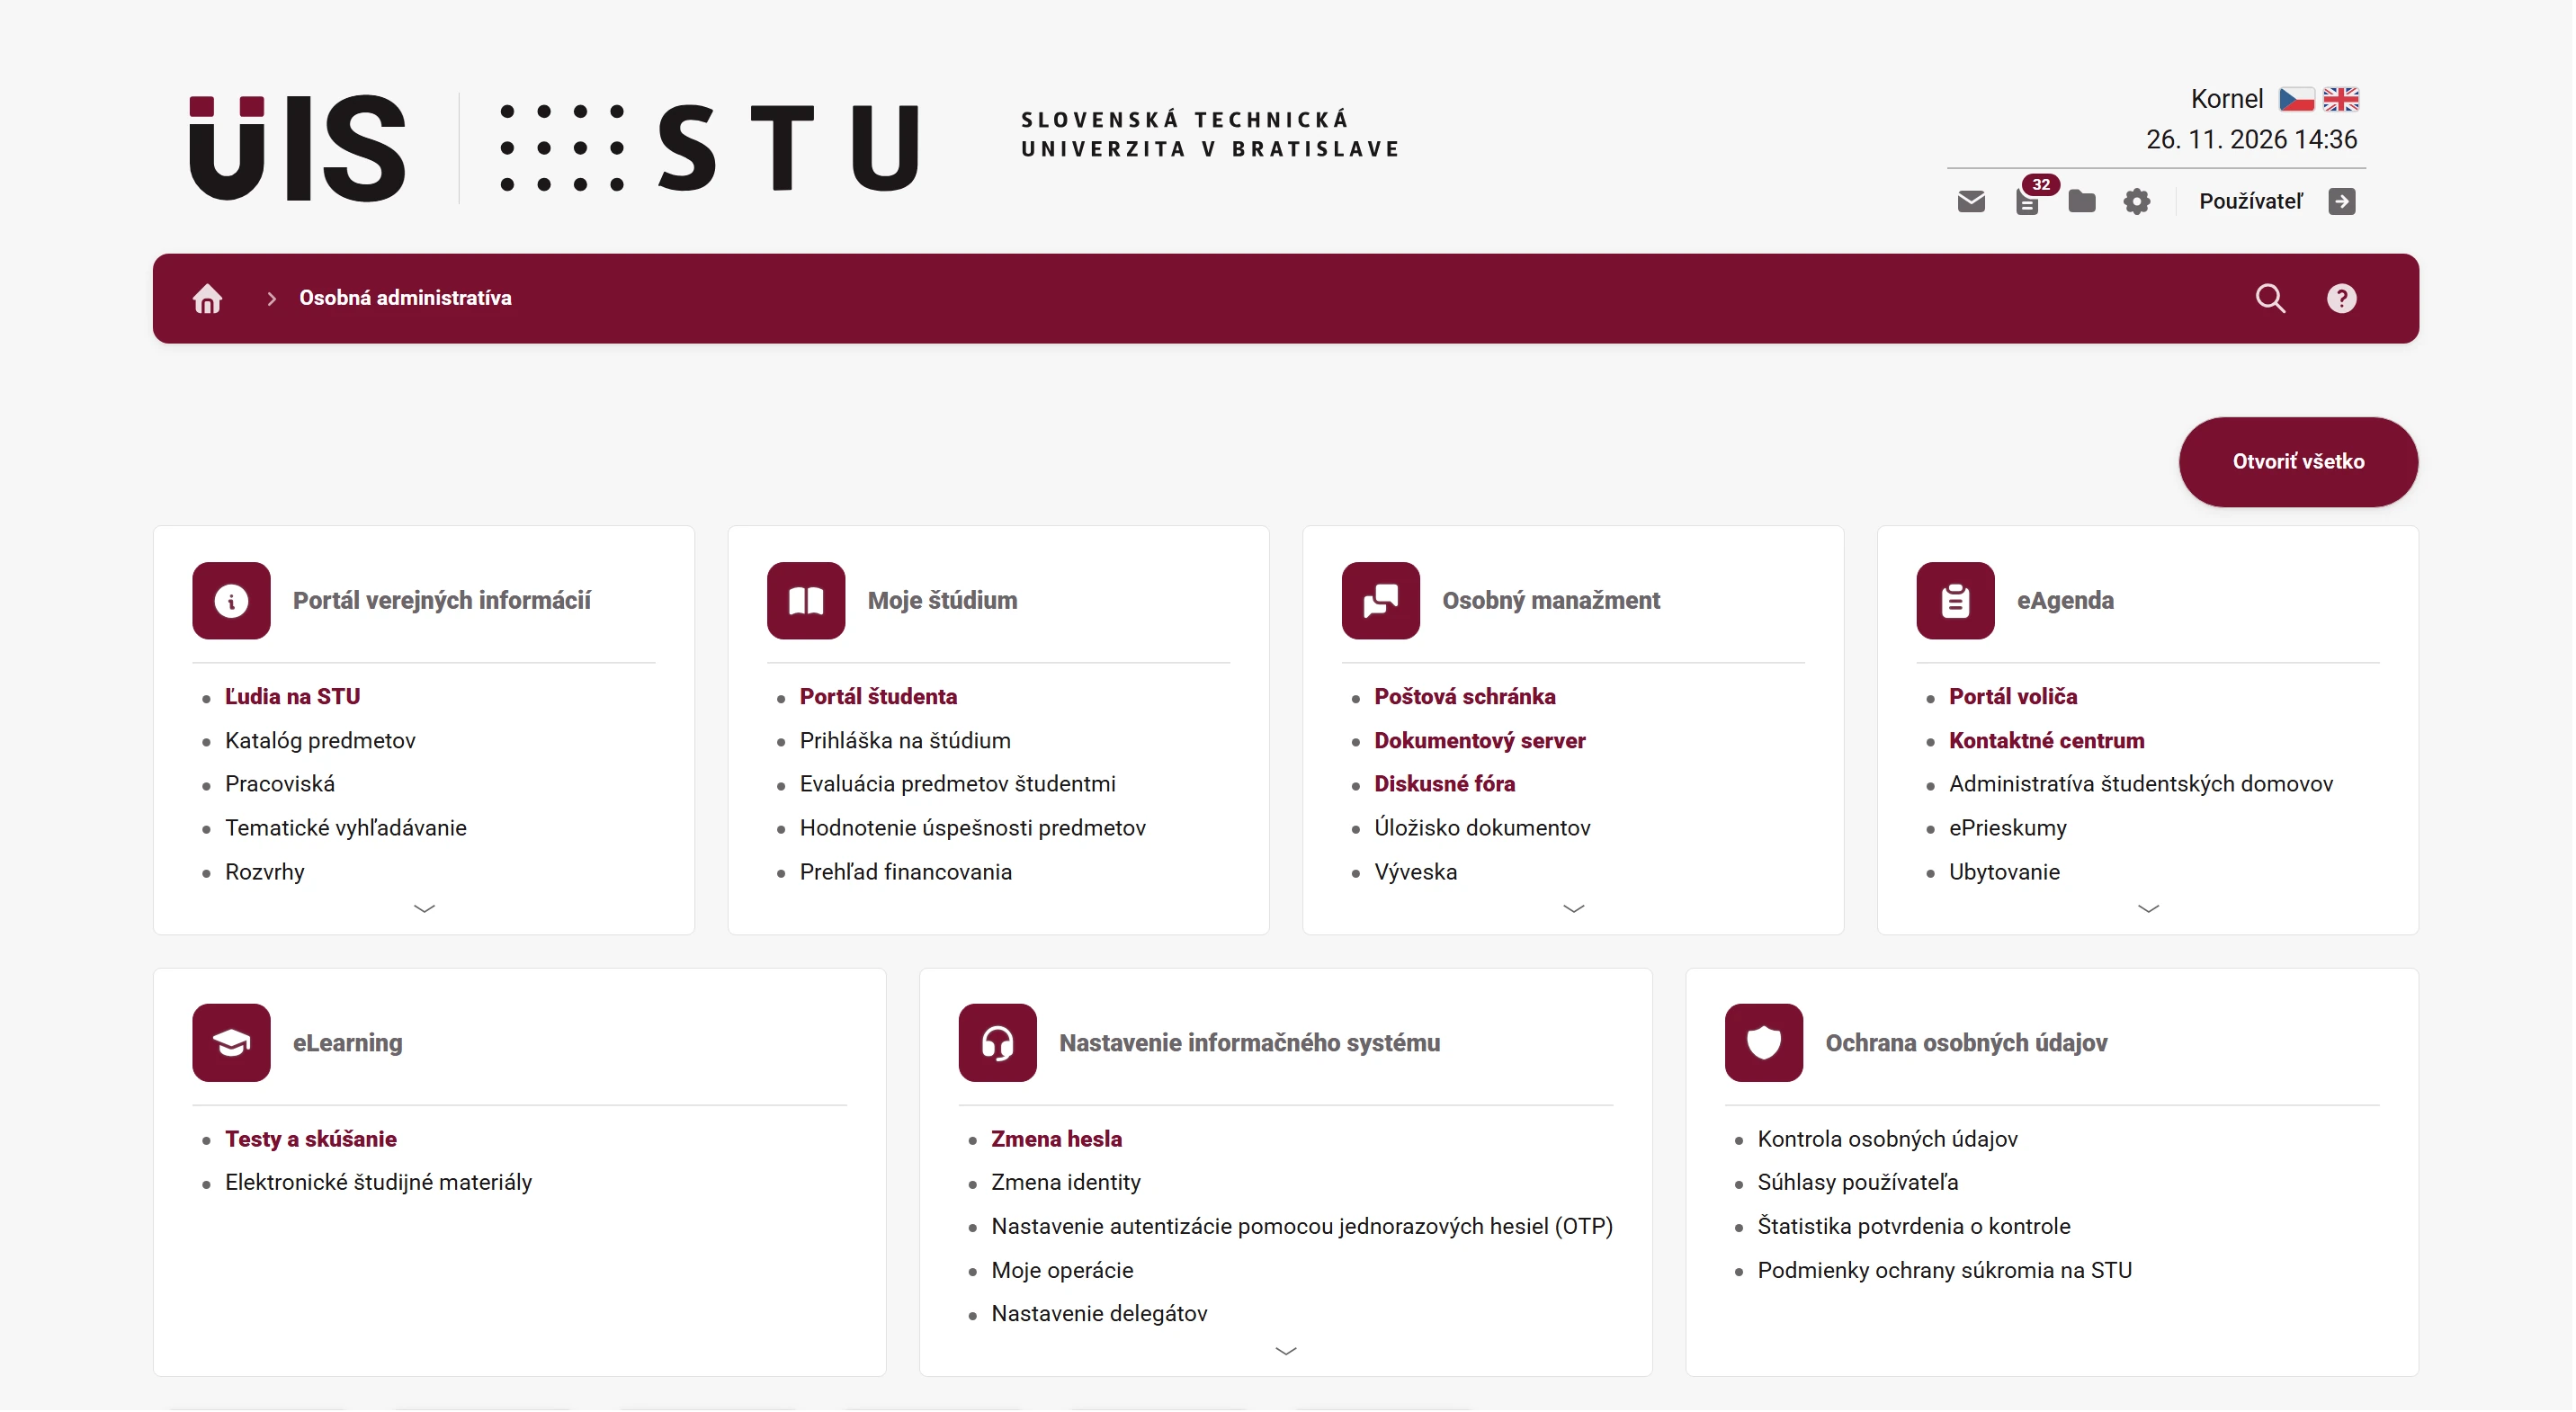 ÜIS
STU
SLOVENSKÁ TECHNICKÁ
UNIVERZITA V BRATISLAVE
Kornel
26. 11. 2026 14:36
32
Používateľ
Osobná administratíva
?
Otvoriť všetko
Portál verejných informácií
Ľudia na STU
Katalóg predmetov
Pracoviská
Tematické vyhľadávanie
Rozvrhy
Moje štúdium
Portál študenta
Prihláška na štúdium
Evaluácia predmetov študentmi
Hodnotenie úspešnosti predmetov
Prehľad financovania
Osobný manažment
Poštová schránka
Dokumentový server
Diskusné fóra
Úložisko dokumentov
Výveska
eAgenda
Portál voliča
Kontaktné centrum
Administratíva študentských domovov
ePrieskumy
Ubytovanie
eLearning
Testy a skúšanie
Elektronické študijné materiály
Nastavenie informačného systému
Zmena hesla
Zmena identity
Nastavenie autentizácie pomocou jednorazových hesiel (OTP)
Moje operácie
Nastavenie delegátov
Ochrana osobných údajov
Kontrola osobných údajov
Súhlasy používateľa
Štatistika potvrdenia o kontrole
Podmienky ochrany súkromia na STU